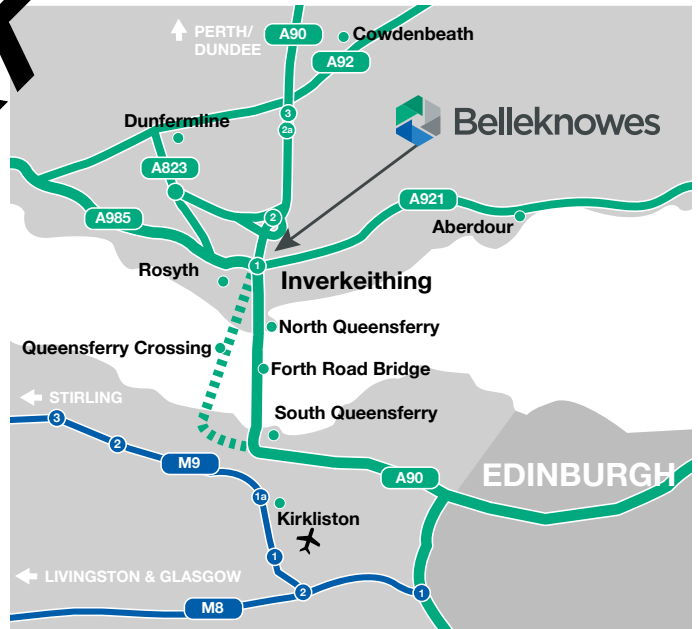 PERTH/
DUNDEE
A90
Cowdenbeath
A92
3
2a
Dunfermline
Belleknowes
A823
A921
2
A985
Aberdour
1
Rosyth
Inverkeithing
North Queensferry
Queensferry Crossing
Forth Road Bridge
STIRLING
South Queensferry
3
2
M9
A90
EDINBURGH
1a
Kirkliston
1
LIVINGSTON & GLASGOW
2
1
M8